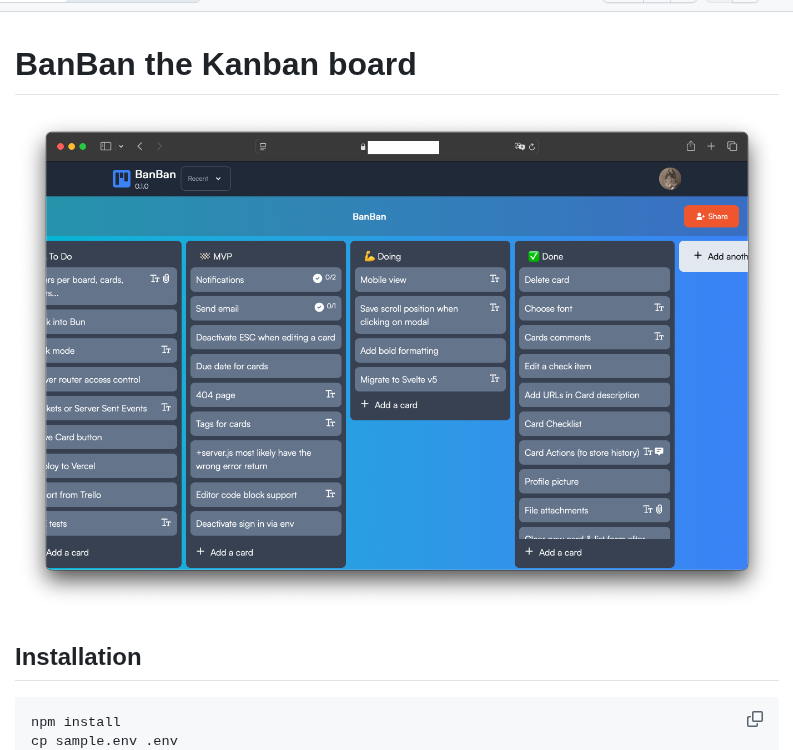 BanBan the Kanban board
BanBan
0.1.0
Recent
BanBan
Share
To Do
ers per board, cards,
k into Bun
k mode
ver router access control
kets or Server Sent Events
ve Card button
loy to Vercel
ort from Trello
tests
Add a card
MVP
Notifications 0/2
Send email 0/1
Deactivate ESC when editing a card
Due date for cards
404 page
Tags for cards
+server.js most likely have the
wrong error return
Editor code block support
Deactivate sign in via env
+ Add a card
Doing
Mobile view
Save scroll position when
clicking on modal
Add bold formatting
Migrate to Svelte v5
+ Add a card
Done
Delete card
Choose font
Cards comments
Edit a check item
Add URLs in Card description
Card Checklist
Card Actions (to store history)
Profile picture
File attachments
+ Add a card
+ Add anoth
Installation
npm install
cp sample.env .env